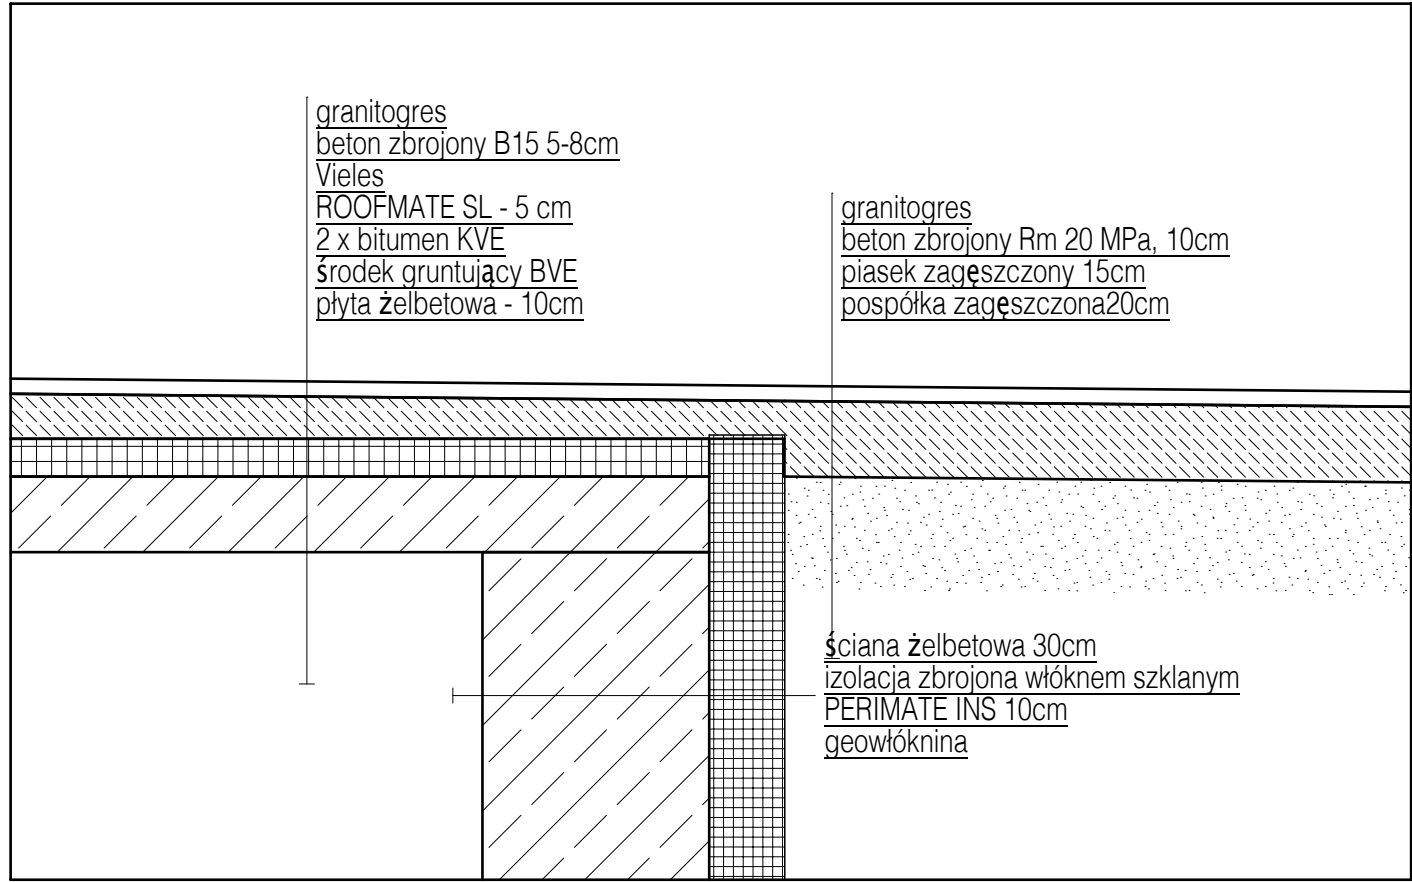 granitogres
beton zbrojony B15 5-8cm
Vieles
ROOFMATE SL - 5 cm
2 x bitumen KVE
środek gruntujący BVE
płyta żelbetowa - 10cm
granitogres
beton zbrojony Rm 20 MPa, 10cm
piasek zagęszczony 15cm
pospółka zagęszczona20cm
ściana żelbetowa 30cm
izolacja zbrojona włóknem szklanym
PERIMATE INS 10cm
geowłóknina